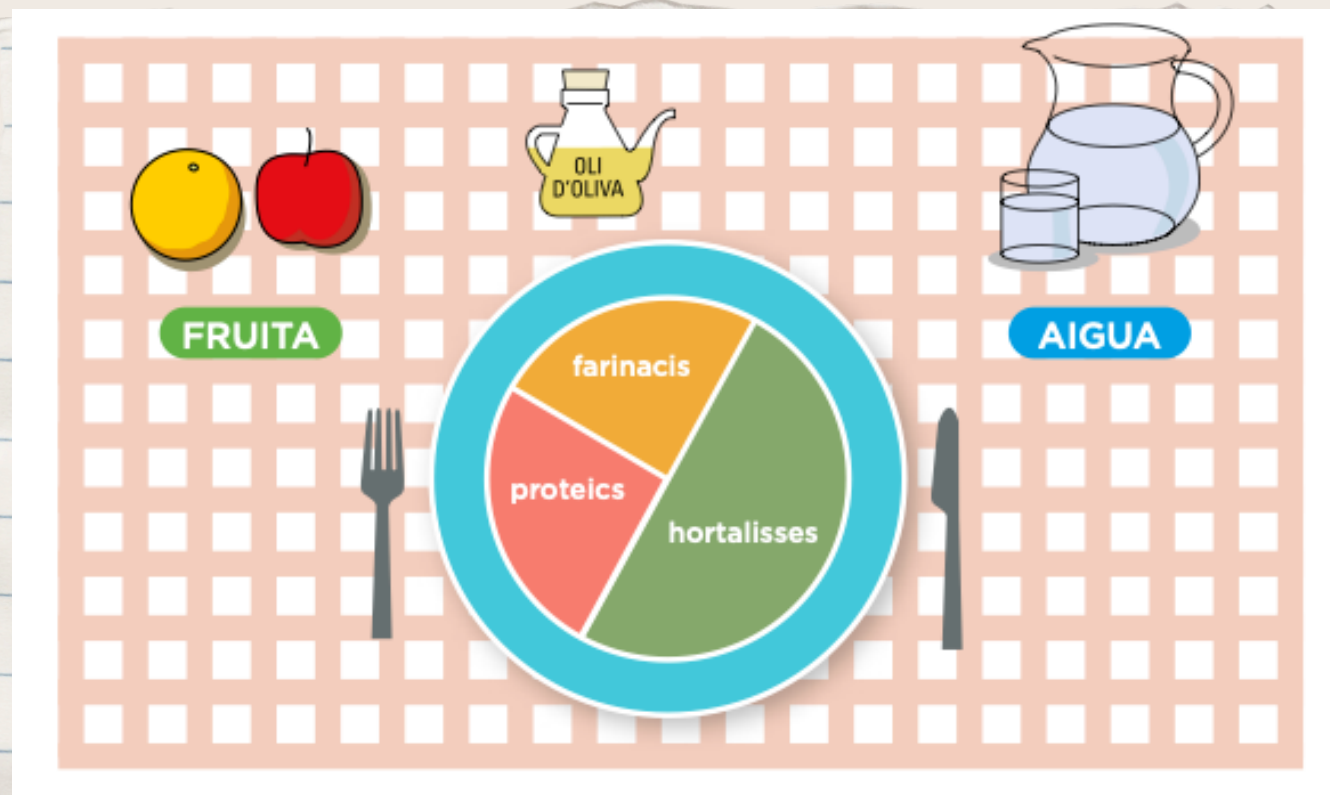 OLI
D'OLIVA
FRUITA
AIGUA
farinacis
proteics
hortalisses